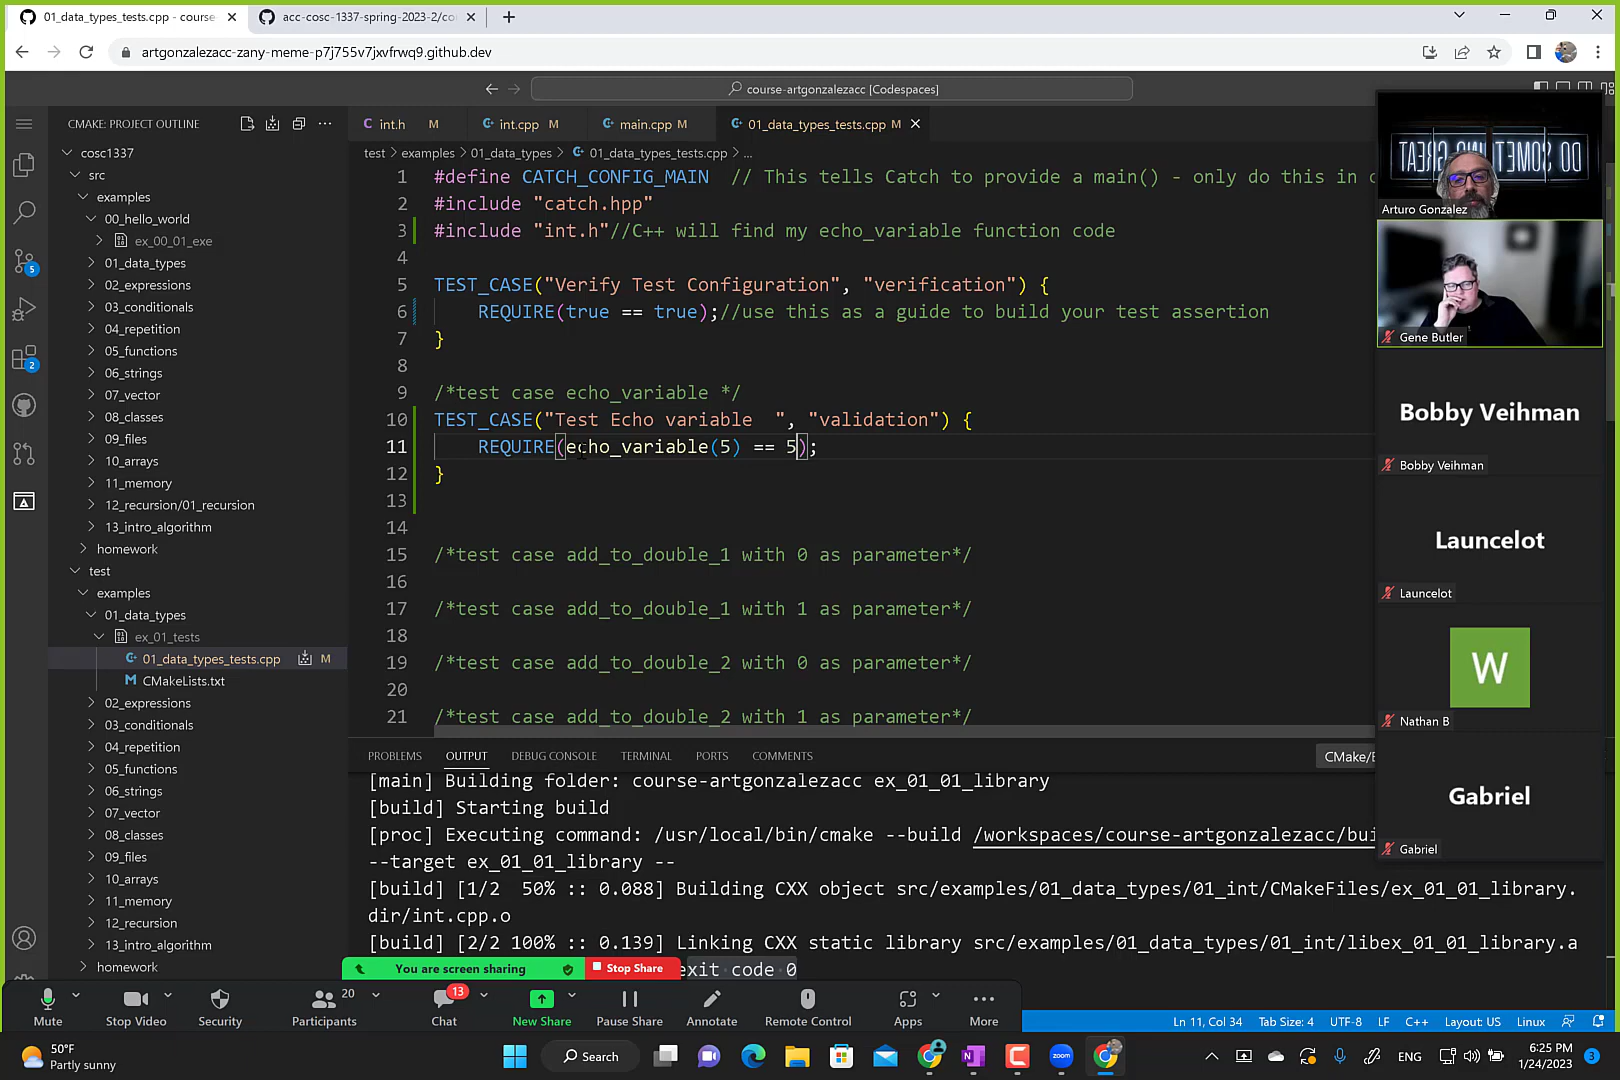 01_data_types_tests.cpp - course-
acc-cosc-1337-spring-2023-2/co
artgonzalezacc-zany-meme-p7j755v7jxvfrwq9.github.dev
course-artgonzalezacc [Codespaces]
CMAKE: PROJECT OUTLINE
cosc1337
src
examples
00_hello_world
ex_00_01_exe
01_data_types
02_expressions
03_conditionals
04_repetition
05_functions
06_strings
07_vector
08_classes
09_files
10_arrays
11_memory
12_recursion/01_recursion
13_intro_algorithm
homework
test
examples
01_data_types
ex_01_tests
01_data_types_tests.cpp M
CMakeLists.txt
02_expressions
03_conditionals
04_repetition
05_functions
06_strings
07_vector
08_classes
09_files
10_arrays
11_memory
12_recursion
13_intro_algorithm
homework
5
2
int.h M
int.cpp M
main.cpp M
01_data_types_tests.cpp M
test > examples > 01_data_types > 01_data_types_tests.cpp > ...
1 #define CATCH_CONFIG_MAIN // This tells Catch to provide a main() - only do this in c
2 #include "catch.hpp"
3 #include "int.h"//C++ will find my echo_variable function code
4
5 TEST_CASE("Verify Test Configuration", "verification") {
6 REQUIRE(true == true);//use this as a guide to build your test assertion
7 }
8
9 /*test case echo_variable */
10 TEST_CASE("Test Echo variable  ", "validation") {
11 REQUIRE(echo_variable(5) == 5);
12 }
13
14
15 /*test case add_to_double_1 with 0 as parameter*/
16
17 /*test case add_to_double_1 with 1 as parameter*/
18
19 /*test case add_to_double_2 with 0 as parameter*/
20
21 /*test case add_to_double_2 with 1 as parameter*/
PROBLEMS OUTPUT DEBUG CONSOLE TERMINAL PORTS COMMENTS
CMake/B
[main] Building folder: course-artgonzalezacc ex_01_01_library
[build] Starting build
[proc] Executing command: /usr/local/bin/cmake --build /workspaces/course-artgonzalezacc/bui
--target ex_01_01_library --
[build] [1/2  50% :: 0.088] Building CXX object src/examples/01_data_types/01_int/CMakeFiles/ex_01_01_library.
dir/int.cpp.o
[build] [2/2 100% :: 0.139] Linking CXX static library src/examples/01_data_types/01_int/libex_01_01_library.a
exit code 0
DO SOMETHING GREAT
Arturo Gonzalez
Gene Butler
Bobby Veihman
Bobby Veihman
Launcelot
Launcelot
W
Nathan B
Gabriel
Gabriel
You are screen sharing
Stop Share
Mute
Stop Video
Security
Participants 20
Chat 13
New Share
Pause Share
Annotate
Remote Control
Apps
More
Ln 11, Col 34 Tab Size: 4 UTF-8 LF C++ Layout: US Linux
50°F
Partly sunny
Search
zoom
ENG
6:25 PM
1/24/2023
3